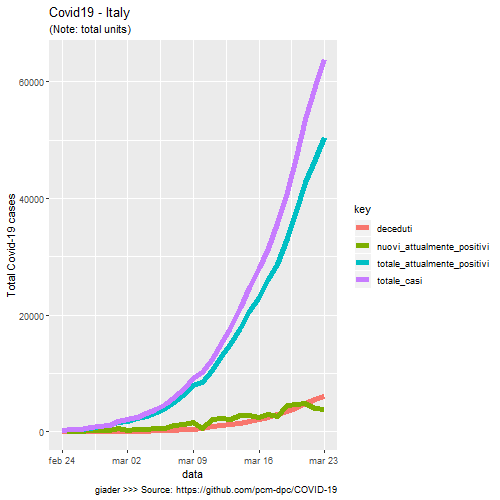 Covid19 - Italy
(Note: total units)
Total Covid-19 cases
60000
40000
20000
0
feb 24
mar 02
mar 09
mar 16
mar 23
data
key
deceduti
nuovi_attualmente_positivi
totale_attualmente_positivi
totale_casi
giader >>> Source: https://github.com/pcm-dpc/COVID-19